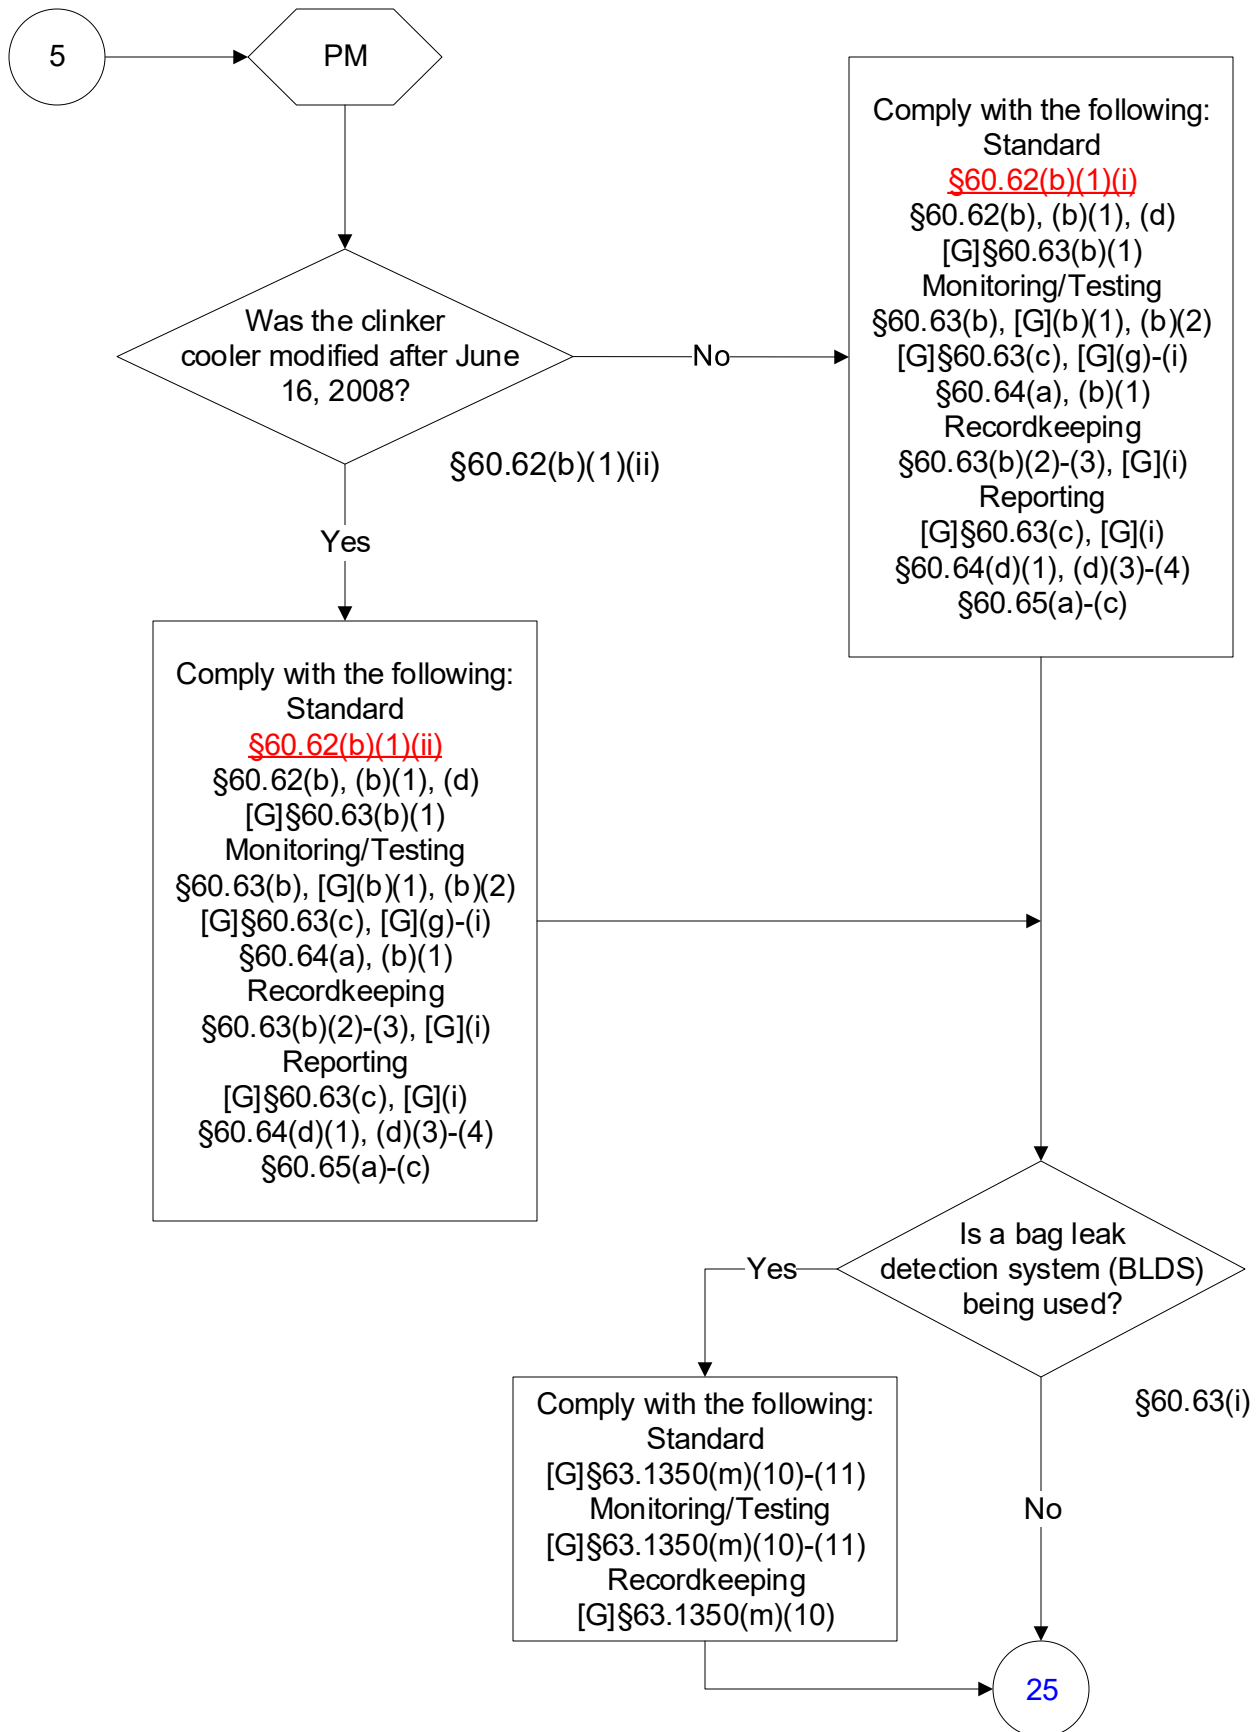 5
PM
Comply with the following:
Standard
§60.62(b)(1)(i)
§60.62(b), (b)(1), (d)
[G]§60.63(b)(1)
Monitoring/Testing
§60.63(b), [G](b)(1), (b)(2)
[G]§60.63(c), [G](g)-(i)
§60.64(a), (b)(1)
Recordkeeping
§60.63(b)(2)-(3), [G](i)
Reporting
[G]§60.63(c), [G](i)
§60.64(d)(1), (d)(3)-(4)
§60.65(a)-(c)
Was the clinker
cooler modified after June
16, 2008?
No
§60.62(b)(1)(ii)
Yes
Comply with the following:
Standard
§60.62(b)(1)(ii)
§60.62(b), (b)(1), (d)
[G]§60.63(b)(1)
Monitoring/Testing
§60.63(b), [G](b)(1), (b)(2)
[G]§60.63(c), [G](g)-(i)
§60.64(a), (b)(1)
Recordkeeping
§60.63(b)(2)-(3), [G](i)
Reporting
[G]§60.63(c), [G](i)
§60.64(d)(1), (d)(3)-(4)
§60.65(a)-(c)
Is a bag leak
detection system (BLDS)
being used?
Yes
§60.63(i)
Comply with the following:
Standard
[G]§63.1350(m)(10)-(11)
Monitoring/Testing
[G]§63.1350(m)(10)-(11)
Recordkeeping
[G]§63.1350(m)(10)
No
25